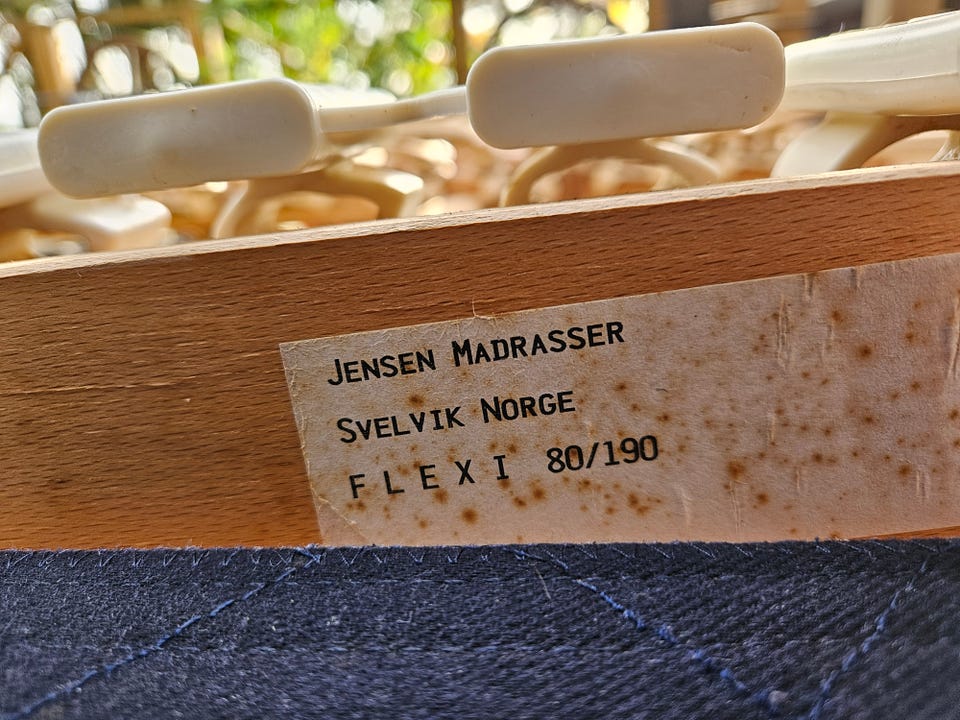 Jensen Madrasser
Svelvik Norge
F L E X I 80/190